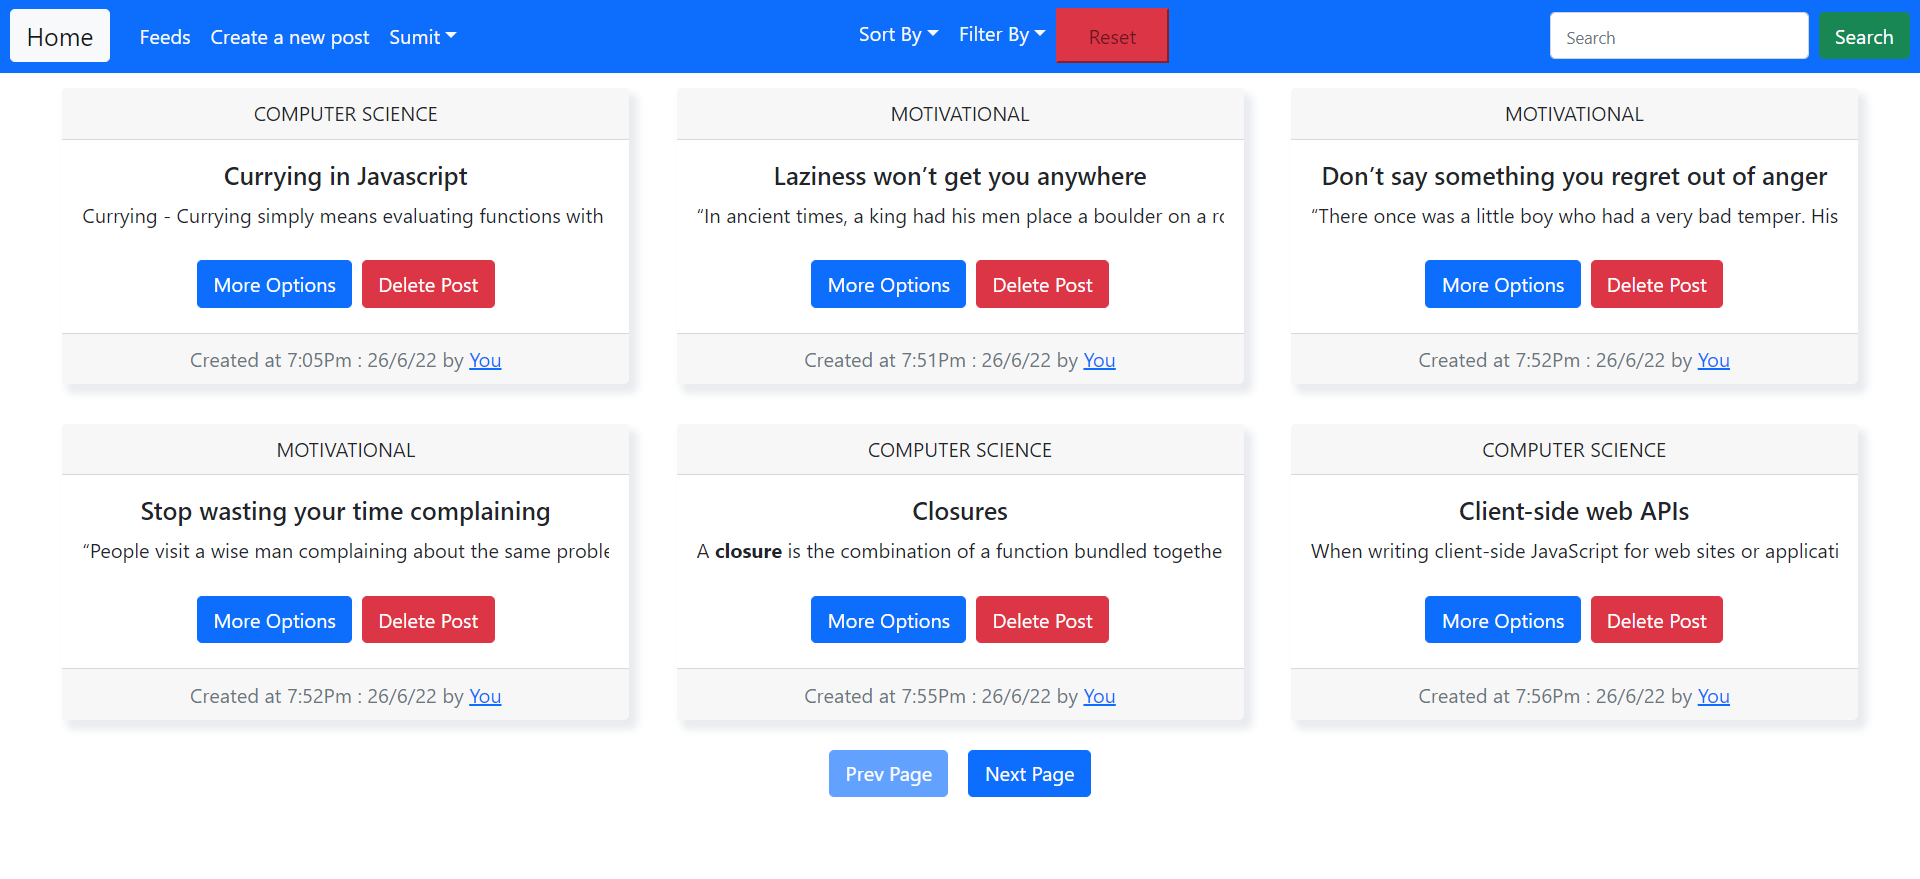 Home Feeds Create a new post Sumit Sort By Filter By Reset Search Search
COMPUTER SCIENCE
Currying in Javascript
Currying - Currying simply means evaluating functions with
More Options Delete Post
Created at 7:05Pm : 26/6/22 by You
MOTIVATIONAL
Laziness won’t get you anywhere
“In ancient times, a king had his men place a boulder on a
More Options Delete Post
Created at 7:51Pm : 26/6/22 by You
MOTIVATIONAL
Don’t say something you regret out of anger
“There once was a little boy who had a very bad temper. His
More Options Delete Post
Created at 7:52Pm : 26/6/22 by You
MOTIVATIONAL
Stop wasting your time complaining
“People visit a wise man complaining about the same proble
More Options Delete Post
Created at 7:52Pm : 26/6/22 by You
COMPUTER SCIENCE
Closures
A closure is the combination of a function bundled togethe
More Options Delete Post
Created at 7:55Pm : 26/6/22 by You
COMPUTER SCIENCE
Client-side web APIs
When writing client-side JavaScript for web sites or applicati
More Options Delete Post
Created at 7:56Pm : 26/6/22 by You
Prev Page Next Page